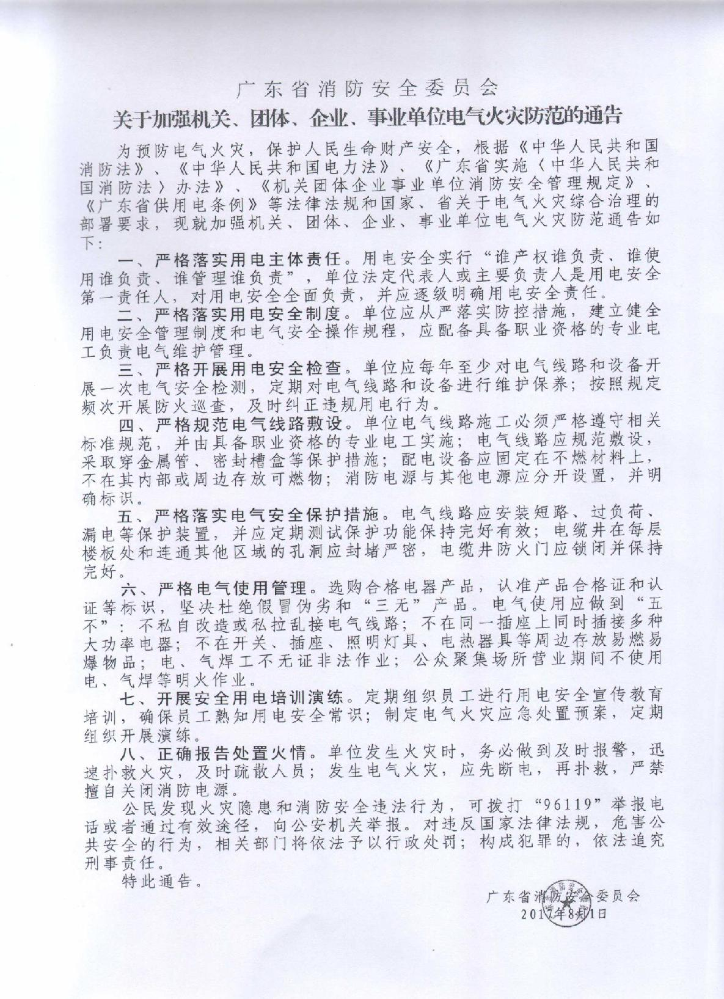 广东省消防安全委员会
关于加强机关、团体、企业、事业单位电气火灾防范的通告
为预防电气火灾，保护人民生命财产安全，根据《中华人民共和国
消防法》、《中华人民共和国电力法》、《广东省实施〈中华人民共和
国消防法〉办法》、《机关团体企业事业单位消防安全管理规定》、
《广东省供用电条例》等法律法规和国家、省关于电气火灾综合治理的
部署要求，现就加强机关、团体、企业、事业单位电气火灾防范通告如
下：
一、严格落实用电主体责任。用电安全实行“谁产权谁负责、谁使
用谁负责、谁管理谁负责”，单位法定代表人或主要负责人是用电安全
第一责任人，对用电安全全面负责，并应逐级明确用电安全责任。
二、严格落实用电安全制度。单位应从严落实防控措施，建立健全
用电安全管理制度和电气安全操作规程，应配备具备职业资格的专业电
工负责电气维护管理。
三、严格开展用电安全检查。单位应每年至少对电气线路和设备开
展一次电气安全检测，定期对电气线路和设备进行维护保养；按照规定
频次开展防火巡查，及时纠正违规用电行为。
四、严格规范电气线路敷设。单位电气线路施工必须严格遵守相关
标准规范，并由具备职业资格的专业电工实施；电气线路应规范敷设，
采取穿金属管、密封槽盒等保护措施；配电设备应固定在不燃材料上，
不在其内部或周边存放可燃物；消防电源与其他电源应分开设置，并明
确标识。
五、严格落实电气安全保护措施。电气线路应安装短路、过负荷、
漏电等保护装置，并应定期测试保护功能保持完好有效；电缆井在每层
楼板处和连通其他区域的孔洞应封堵严密，电缆井防火门应锁闭并保持
完好。
六、严格电气使用管理。选购合格电器产品，认准产品合格证和认
证等标识，坚决杜绝假冒伪劣和“三无”产品。电气使用应做到“五
不”：不私自改造或私拉乱接电气线路；不在同一插座上同时插接多种
大功率电器；不在开关、插座、照明灯具、电热器具等周边存放易燃易
爆物品；电、气焊工不无证非法作业；公众聚集场所营业期间不使用
电、气焊等明火作业。
七、开展安全用电培训演练。定期组织员工进行用电安全宣传教育
培训，确保员工熟知用电安全常识；制定电气火灾应急处置预案，定期
组织开展演练。
八、正确报告处置火情。单位发生火灾时，务必做到及时报警，迅
速扑救火灾，及时疏散人员；发生电气火灾，应先断电，再扑救，严禁
擅自关闭消防电源。
公民发现火灾隐患和消防安全违法行为，可拨打“96119”举报电
话或者通过有效途径，向公安机关举报。对违反国家法律法规，危害公
共安全的行为，相关部门将依法予以行政处罚；构成犯罪的，依法追究
刑事责任。
特此通告。
广东省消防安全委员会
2017年8月1日